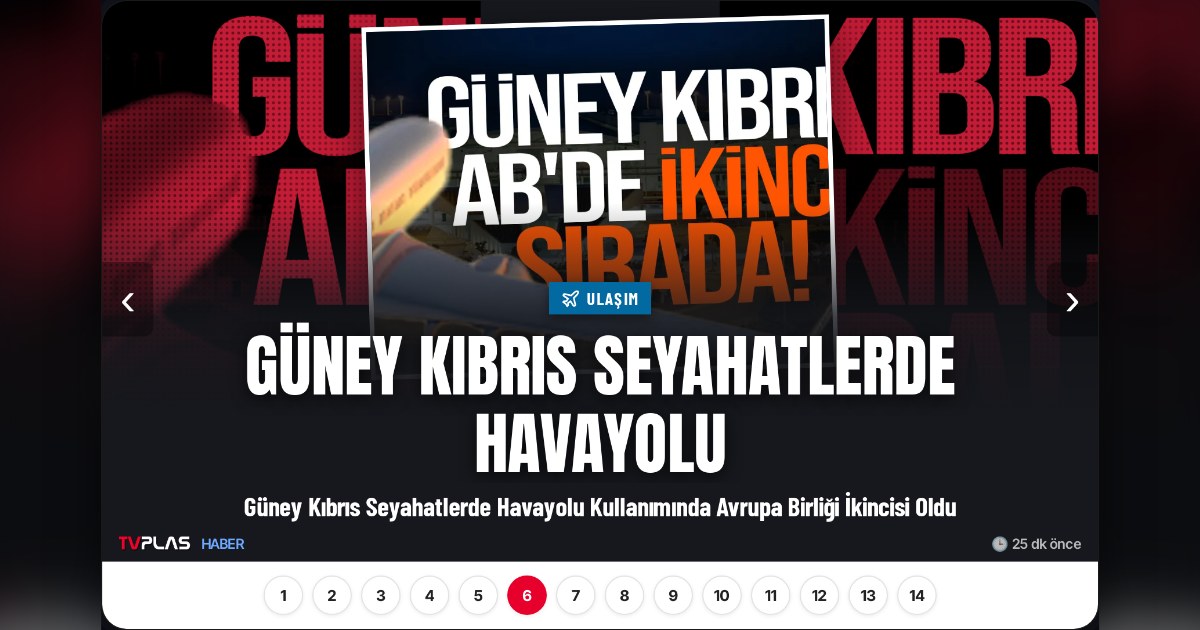 GÜNEY KIBRI
AB'DE İKİNC
SIRADA!
ULAŞIM
GÜNEY KIBRIS SEYAHATLERDE
HAVAYOLU
Güney Kıbrıs Seyahatlerde Havayolu Kullanımında Avrupa Birliği İkincisi Oldu
TVPLAS HABER
25 dk önce
1 2 3 4 5 6 7 8 9 10 11 12 13 14